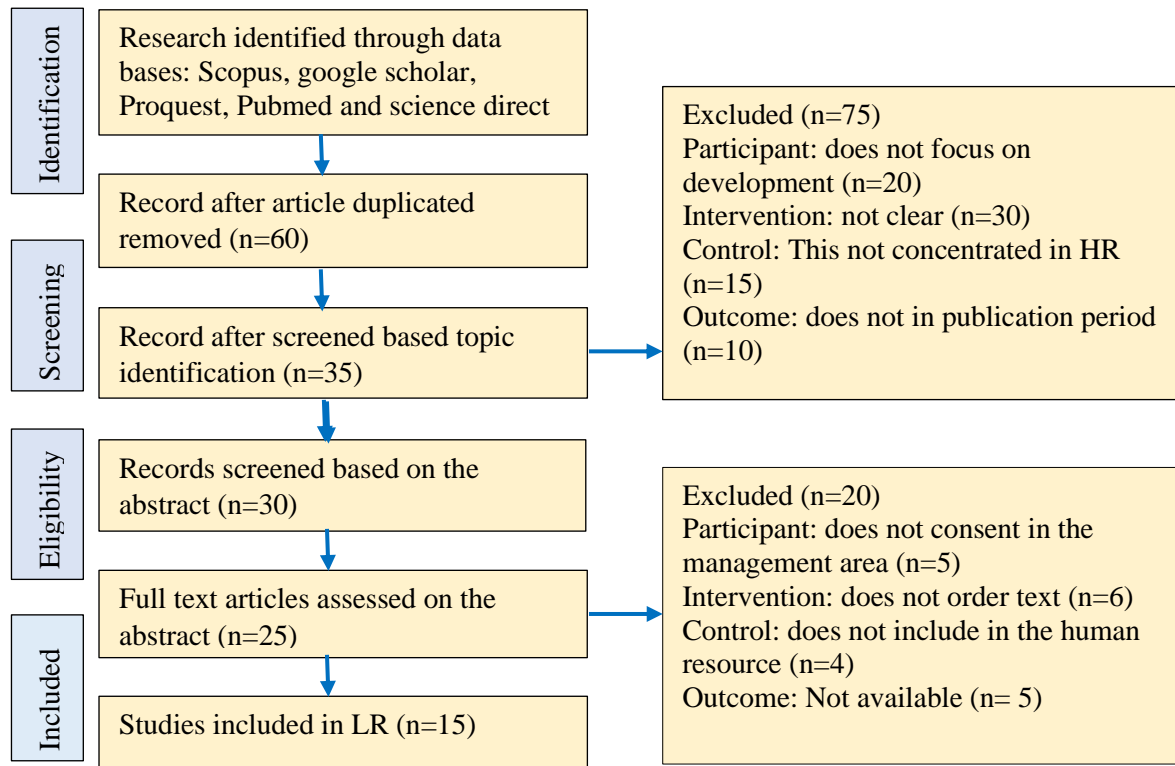 Identification
Research identified through data
bases: Scopus, google scholar,
Proquest, Pubmed and science direct
Record after article duplicated
removed (n=60)
Screening
Record after screened based topic
identification (n=35)
Excluded (n=75)
Participant: does not focus on
development (n=20)
Intervention: not clear (n=30)
Control: This not concentrated in HR
(n=15)
Outcome: does not in publication period
(n=10)
Eligibility
Records screened based on the
abstract (n=30)
Full text articles assessed on the
abstract (n=25)
Excluded (n=20)
Participant: does not consent in the
management area (n=5)
Intervention: does not order text (n=6)
Control: does not include in the human
resource (n=4)
Outcome: Not available (n= 5)
Included
Studies included in LR (n=15)